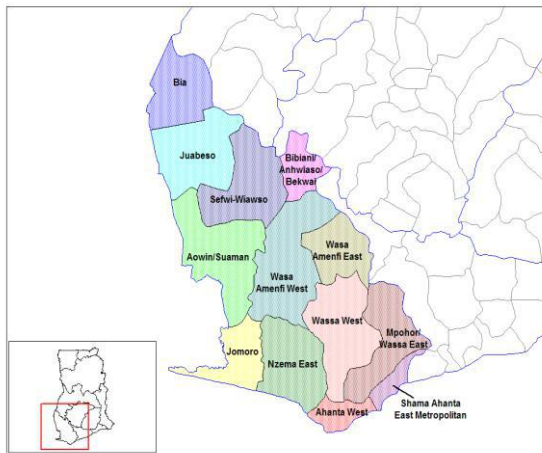 Bia
Juabeso
Bibiani/
Anhwiaso/
Bekwai
Sefwi-Wiawso
Aowin/Suaman
Wasa
Amenfi East
Wasa
Amenfi West
Wassa West
Mpohor/
Wassa East
Jomoro
Nzema East
Ahanta West
Shama Ahanta
East Metropolitan